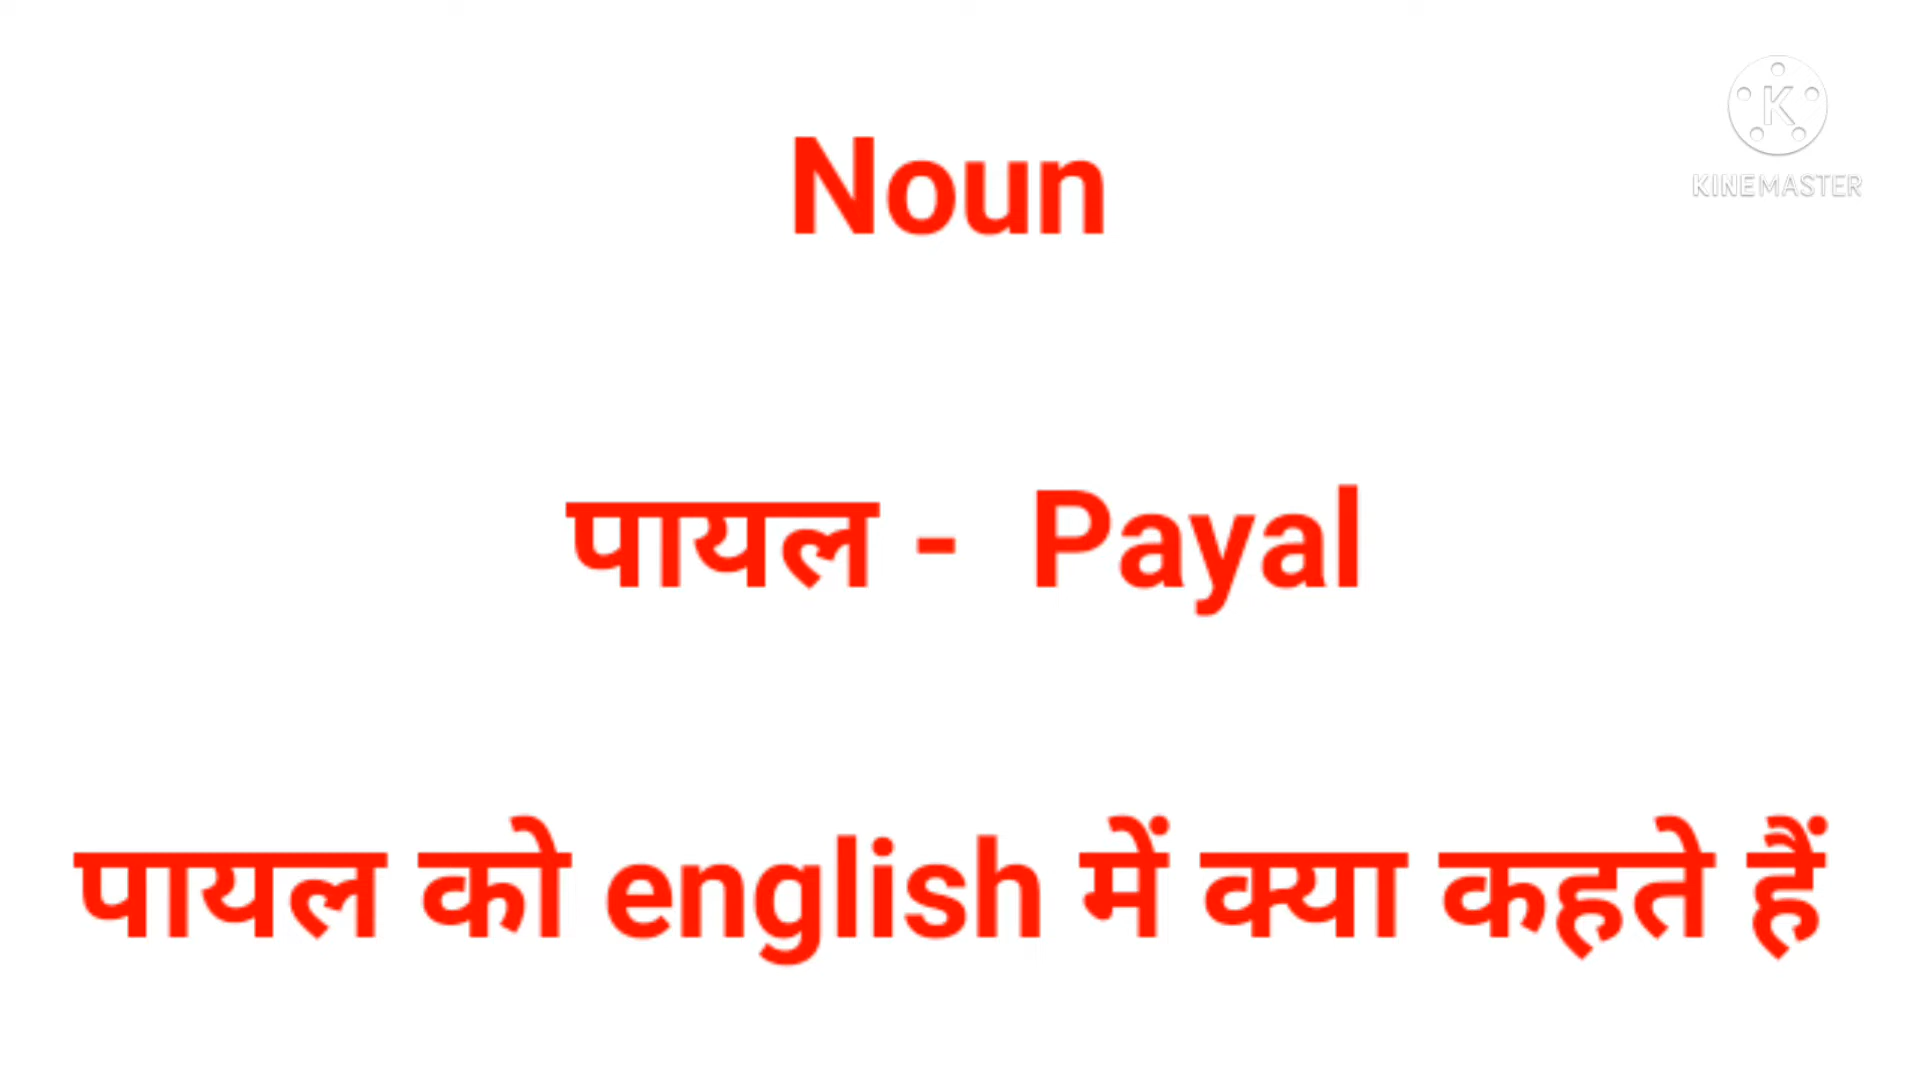 K
KINEMASTER
Noun
पायल - Payal
पायल को english में क्या कहते हैं